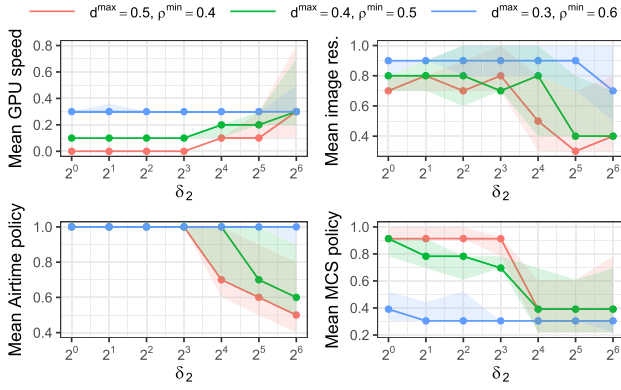 d^max = 0.5, ρ^min = 0.4
d^max = 0.4, ρ^min = 0.5
d^max = 0.3, ρ^min = 0.6
Mean GPU speed
0.8
0.6
0.4
0.2
0.0
2^0 2^1 2^2 2^3 2^4 2^5 2^6
δ_2
Mean image res.
1.0
0.8
0.6
0.4
2^0 2^1 2^2 2^3 2^4 2^5 2^6
δ_2
Mean Airtime policy
1.0
0.8
0.6
0.4
2^0 2^1 2^2 2^3 2^4 2^5 2^6
δ_2
Mean MCS policy
1.0
0.8
0.6
0.4
0.2
2^0 2^1 2^2 2^3 2^4 2^5 2^6
δ_2